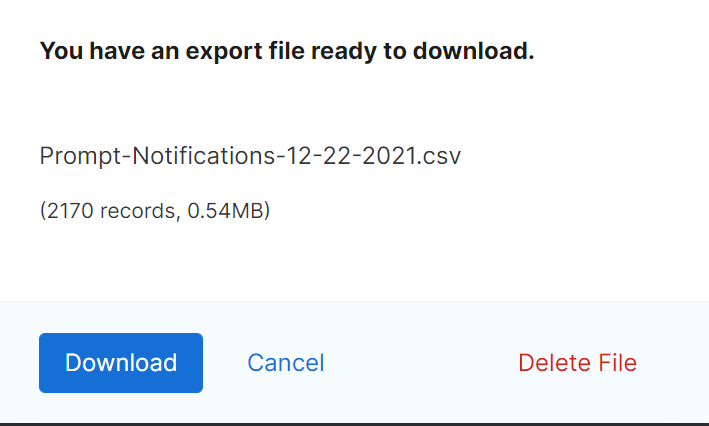 You have an export file ready to download.
Prompt-Notifications-12-22-2021.csv
(2170 records, 0.54MB)
Download Cancel Delete File